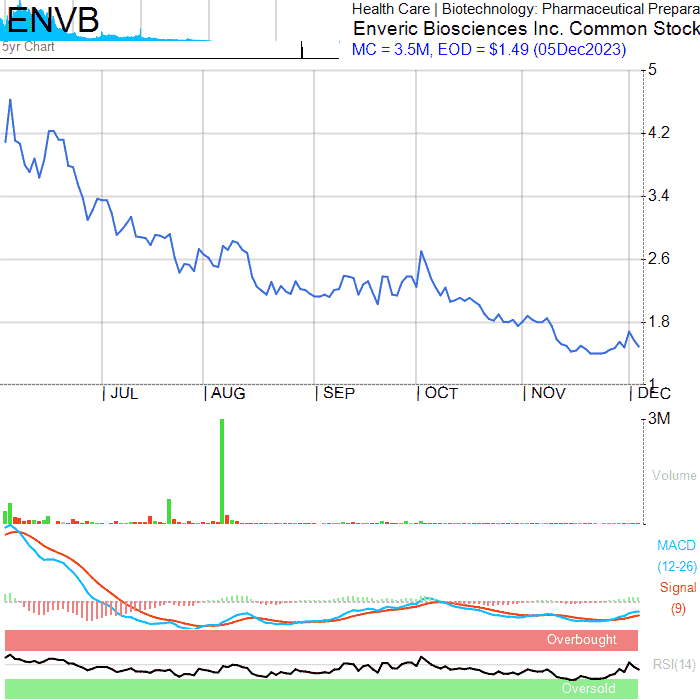 ENVB
Health Care | Biotechnology: Pharmaceutical Prepara
Enveric Biosciences Inc. Common Stock
MC = 3.5M, EOD = $1.49 (05Dec2023)
5yr Chart
5
4.2
3.4
2.6
1.8
1
| JUL | AUG | SEP | OCT | NOV | DEC
3M
Volume
MACD
(12-26)
Signal
(9)
Overbought
RSI(14)
Oversold